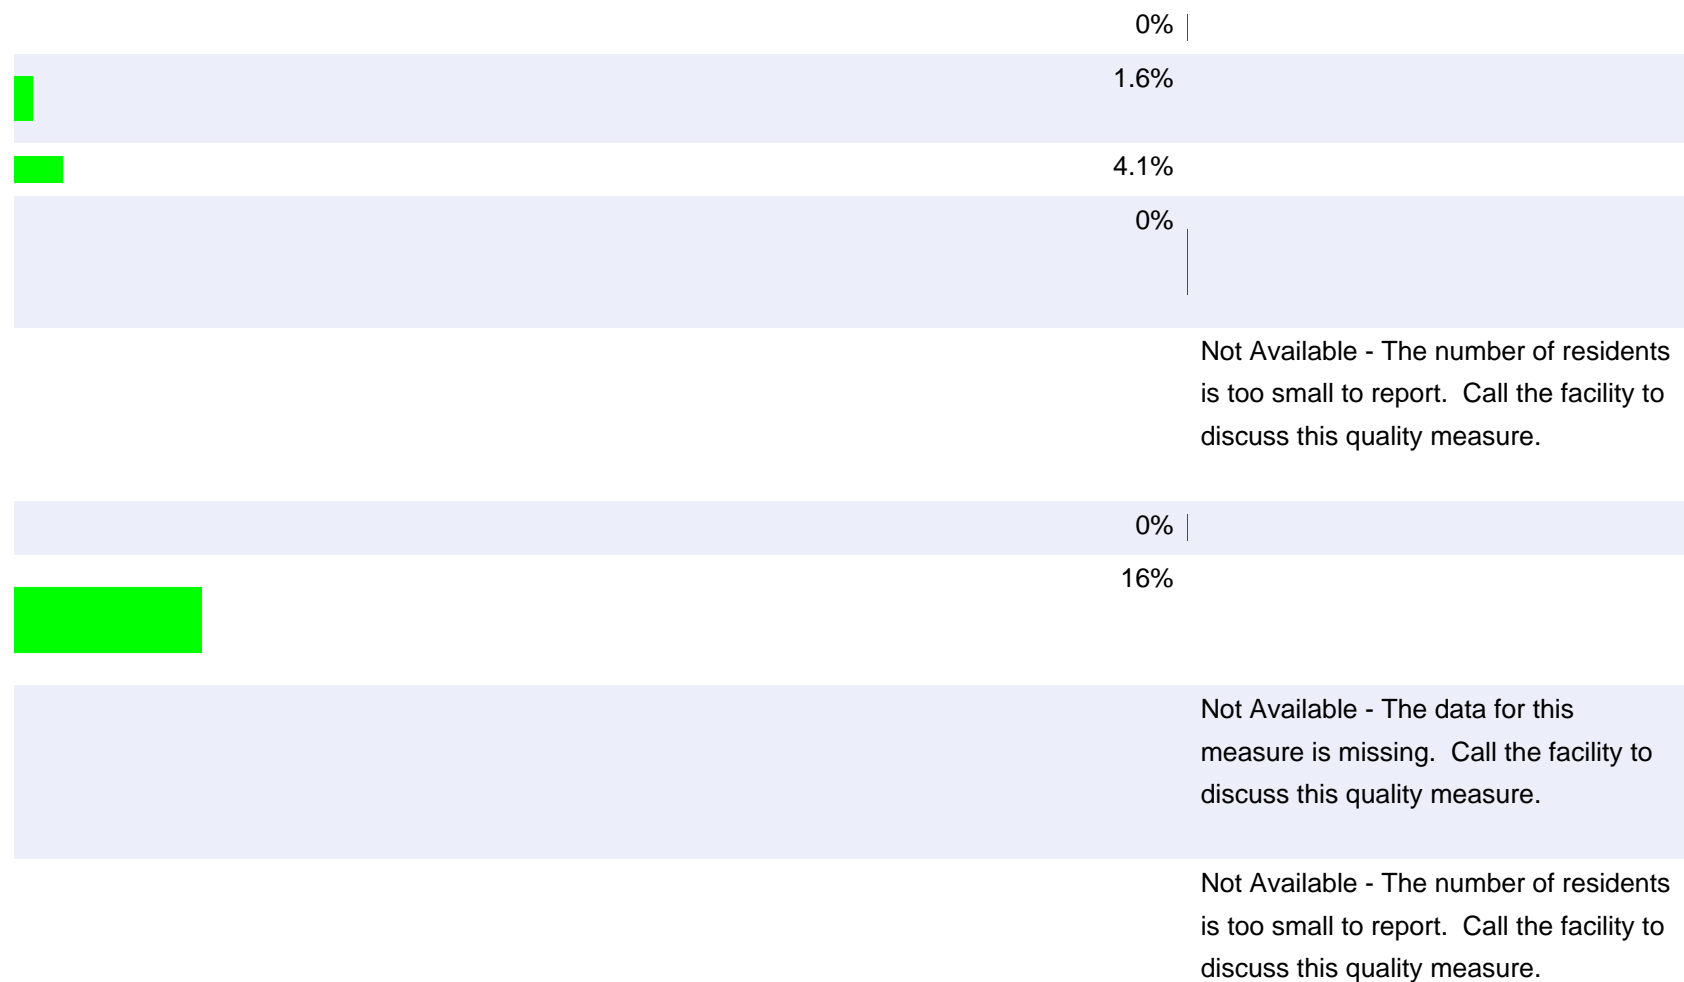 0%
1.6%
4.1%
0%
Not Available - The number of residents
is too small to report.  Call the facility to
discuss this quality measure.
0%
16%
Not Available - The data for this
measure is missing.  Call the facility to
discuss this quality measure.
Not Available - The number of residents
is too small to report.  Call the facility to
discuss this quality measure.